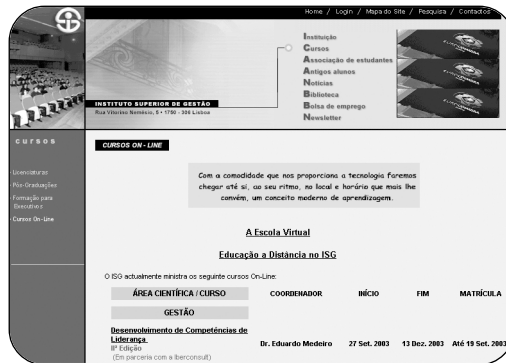 Home / Login / Mapa do Site / Pesquisa / Contactos
Instituição
Cursos
Associação de estudantes
Antigos alunos
Notícias
Biblioteca
Bolsa de emprego
Newsletter
INSTITUTO SUPERIOR DE GESTÃO
Rua Vitorino Nemésio, 5 • 1750 - 306 Lisboa
CURSOS
Licenciaturas
Pós-Graduações
Formação para
Executivos
Cursos On-Line
CURSOS ON - LINE
Com a comodidade que nos proporciona a tecnologia faremos
chegar até si, ao seu ritmo, no local e horário que mais lhe
convém, um conceito moderno de aprendizagem.
A Escola Virtual
Educação a Distância no ISG
O ISG actualmente ministra os seguinte cursos On-Line:
ÁREA CIENTÍFICA / CURSO COORDENADOR INÍCIO FIM MATRÍCULA
GESTÃO
Desenvolvimento de Competências de
Liderança
IIª Edição
(Em parceria com a Iberconsult)
Dr. Eduardo Medeiro 27 Set. 2003 13 Dez. 2003 Até 19 Set. 2003